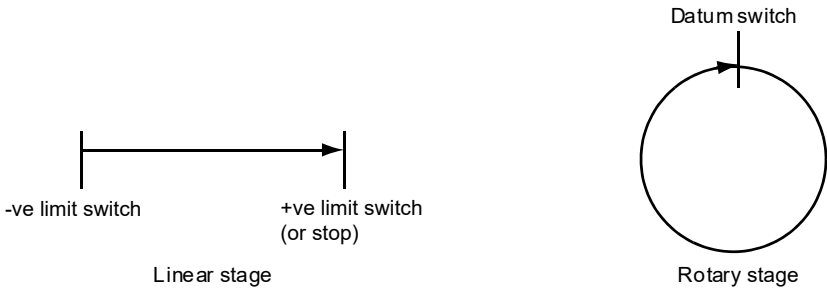 Datum switch
-ve limit switch
+ve limit switch
(or stop)
Linear stage
Rotary stage